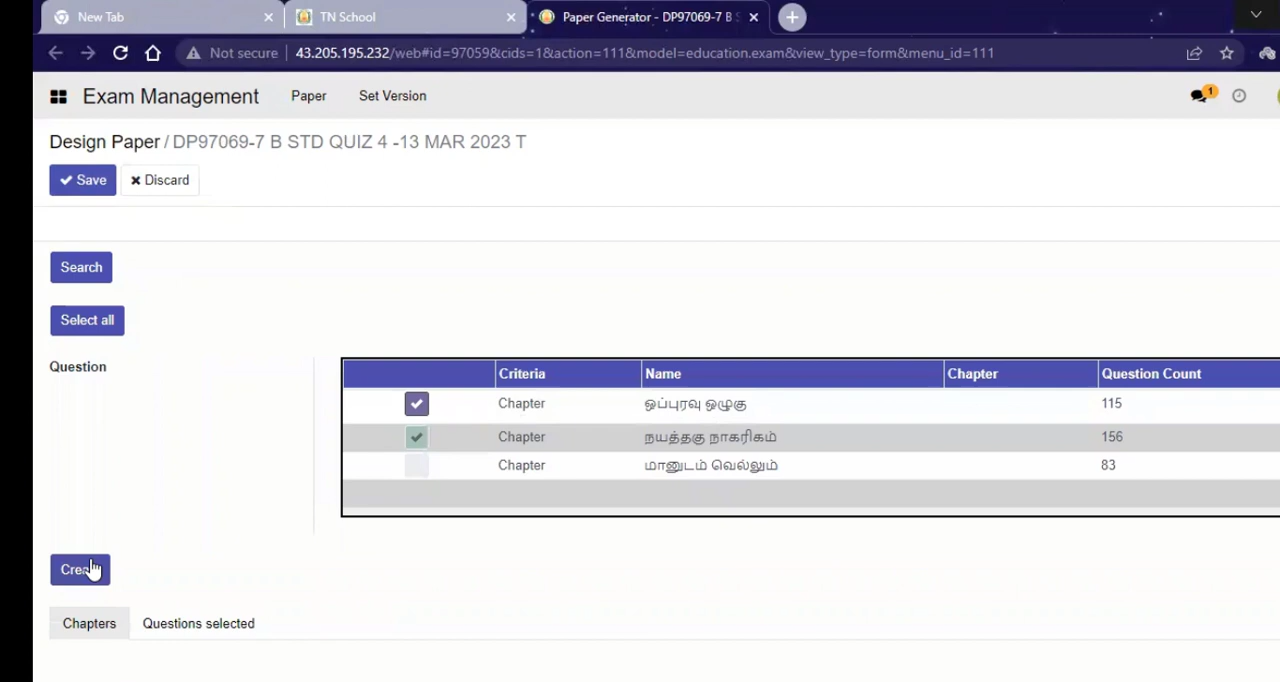 New Tab
TN School
Paper Generator - DP97069-7 B S
Not secure
43.205.195.232/web#id=97059&cids=1&action=111&model=education.exam&view_type=form&menu_id=111
Exam Management Paper Set Version
1
Design Paper / DP97069-7 B STD QUIZ 4 -13 MAR 2023 T
Save Discard
Search
Select all
Question
Criteria Name Chapter Question Count
Chapter ஒப்புரவு ஒழுகு 115
Chapter நயத்தகு நாகரிகம் 156
Chapter மானுடம் வெல்லும் 83
Chapters Questions selected